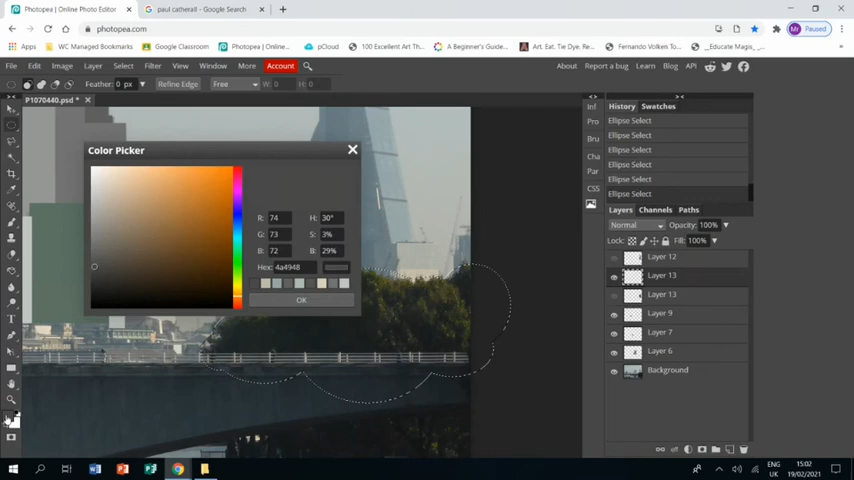 Photopea | Online Photo Editor
paul catherall - Google Search
photopea.com
Paused
Apps
WC Managed Bookmarks
Google Classroom
Photopea | Online...
pCloud
100 Excellent Art Th...
A Beginner's Guide...
Art. Eat. Tie Dye. Re...
Fernando Volken To...
__Educate Magis_...
File Edit Image Layer Select Filter View Window More Account
About Report a bug Learn Blog API
Feather: 0 px Refine Edge Free W: 0 H: 0
P1070440.psd *
Color Picker
R: 74 H: 30°
G: 73 S: 3%
B: 72 B: 29%
Hex: 4a4948
OK
Inf
Pro
Bru
Cha
Par
CSS
History Swatches
Ellipse Select
Ellipse Select
Ellipse Select
Ellipse Select
Ellipse Select
Ellipse Select
Layers Channels Paths
Normal Opacity: 100%
Lock: Fill: 100%
Layer 12
Layer 13
Layer 13
Layer 9
Layer 7
Layer 6
Background
ENG
UK
15:02
19/02/2021